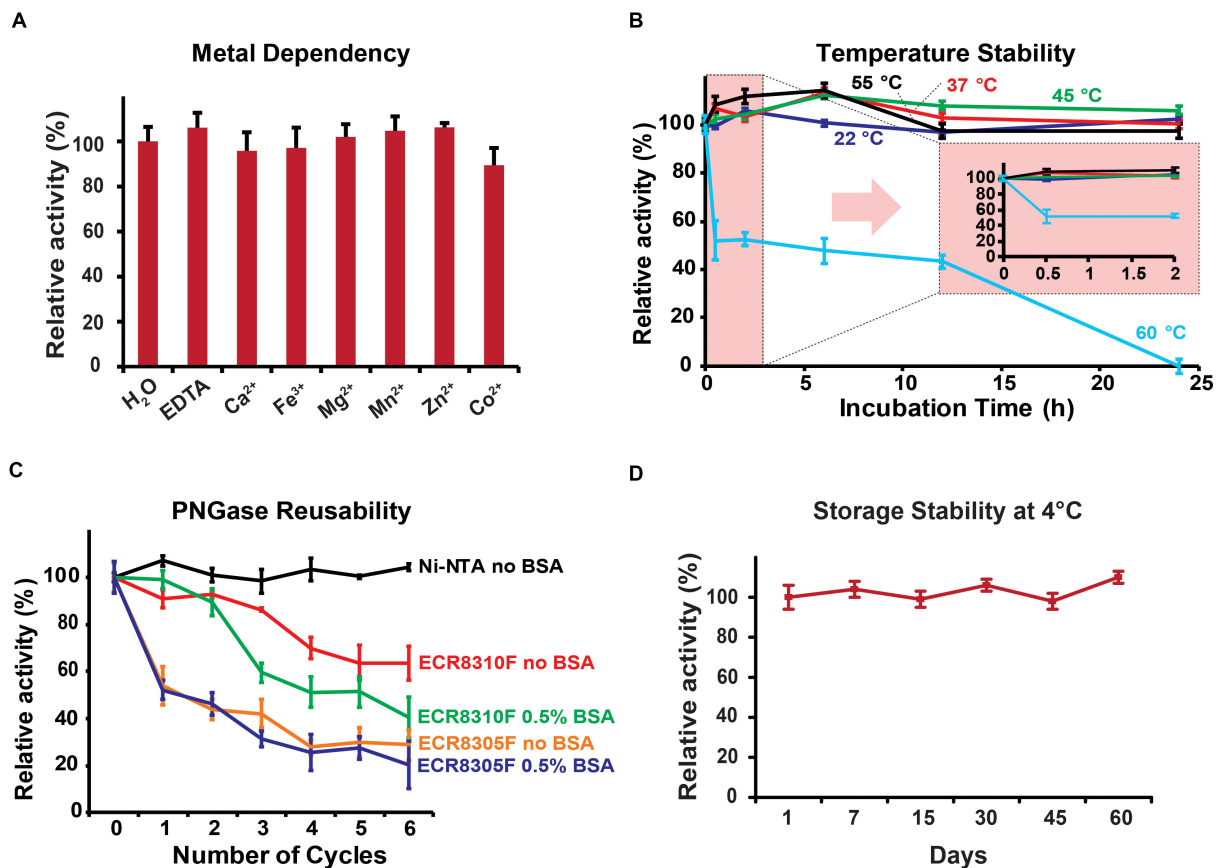 A
Metal Dependency
Relative activity (%)
100
80
60
40
20
0
H₂O EDTA Ca²⁺ Fe³⁺ Mg²⁺ Mn²⁺ Zn²⁺ Co²⁺
B
Temperature Stability
Relative activity (%)
100
80
60
40
20
0
55 °C
37 °C
45 °C
22 °C
60 °C
100
80
60
40
20
0
0 0.5 1 1.5 2
0 5 10 15 20 25
Incubation Time (h)
C
PNGase Reusability
Relative activity (%)
100
80
60
40
20
0
Ni-NTA no BSA
ECR8310F no BSA
ECR8310F 0.5% BSA
ECR8305F no BSA
ECR8305F 0.5% BSA
0 1 2 3 4 5 6
Number of Cycles
D
Storage Stability at 4°C
Relative activity (%)
100
80
60
40
20
0
1 7 15 30 45 60
Days